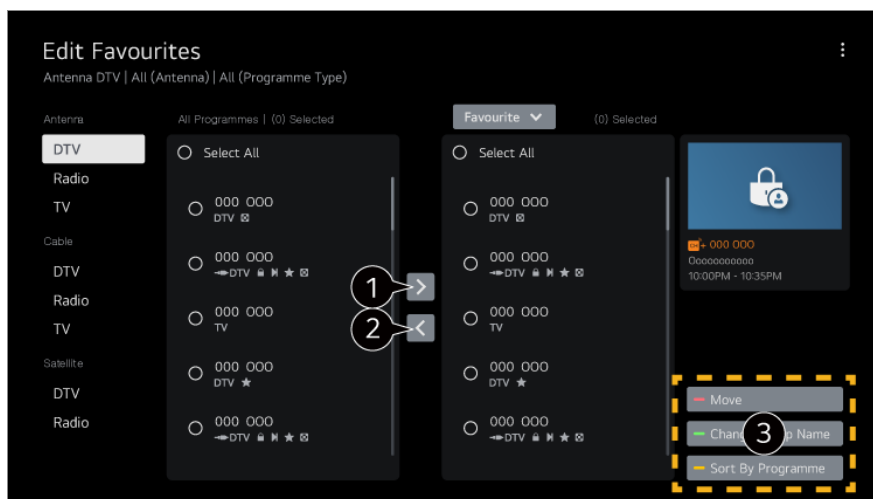 Edit Favourites
Antenna DTV | All (Antenna) | All (Programme Type)
Antenna
DTV
Radio
TV
Cable
DTV
Radio
TV
Satellite
DTV
Radio
All Programmes | (0) Selected
Select All
000 000
DTV
000 000
DTV
000 000
TV
000 000
DTV
000 000
DTV
1
2
Favourite
(0) Selected
Select All
000 000
DTV
000 000
DTV
000 000
TV
000 000
DTV
000 000
DTV
CH+ 000 000
Ooooooooooo
10:00PM - 10:35PM
Move
3
Name
Sort By Programme